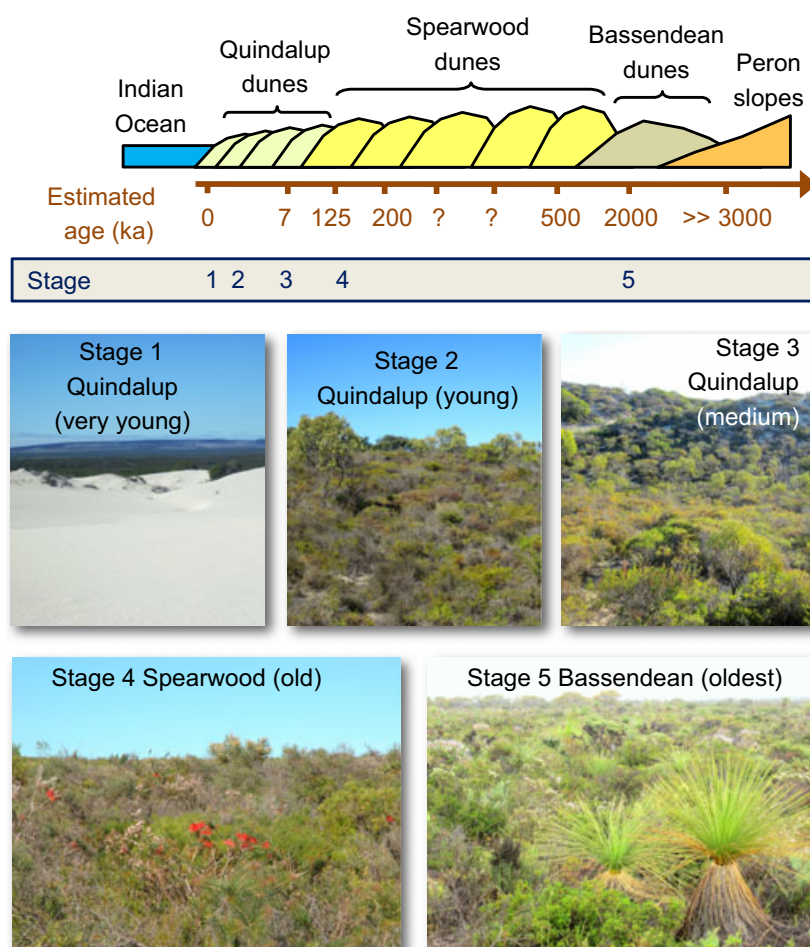 Indian
Ocean
Quindalup
dunes
Spearwood
dunes
Bassendean
dunes
Peron
slopes
Estimated
age (ka)
0 7 125 200 ? ? 500 2000 >> 3000
Stage 1 2 3 4 5
Stage 1
Quindalup
(very young)
Stage 2
Quindalup (young)
Stage 3
Quindalup
(medium)
Stage 4 Spearwood (old)
Stage 5 Bassendean (oldest)